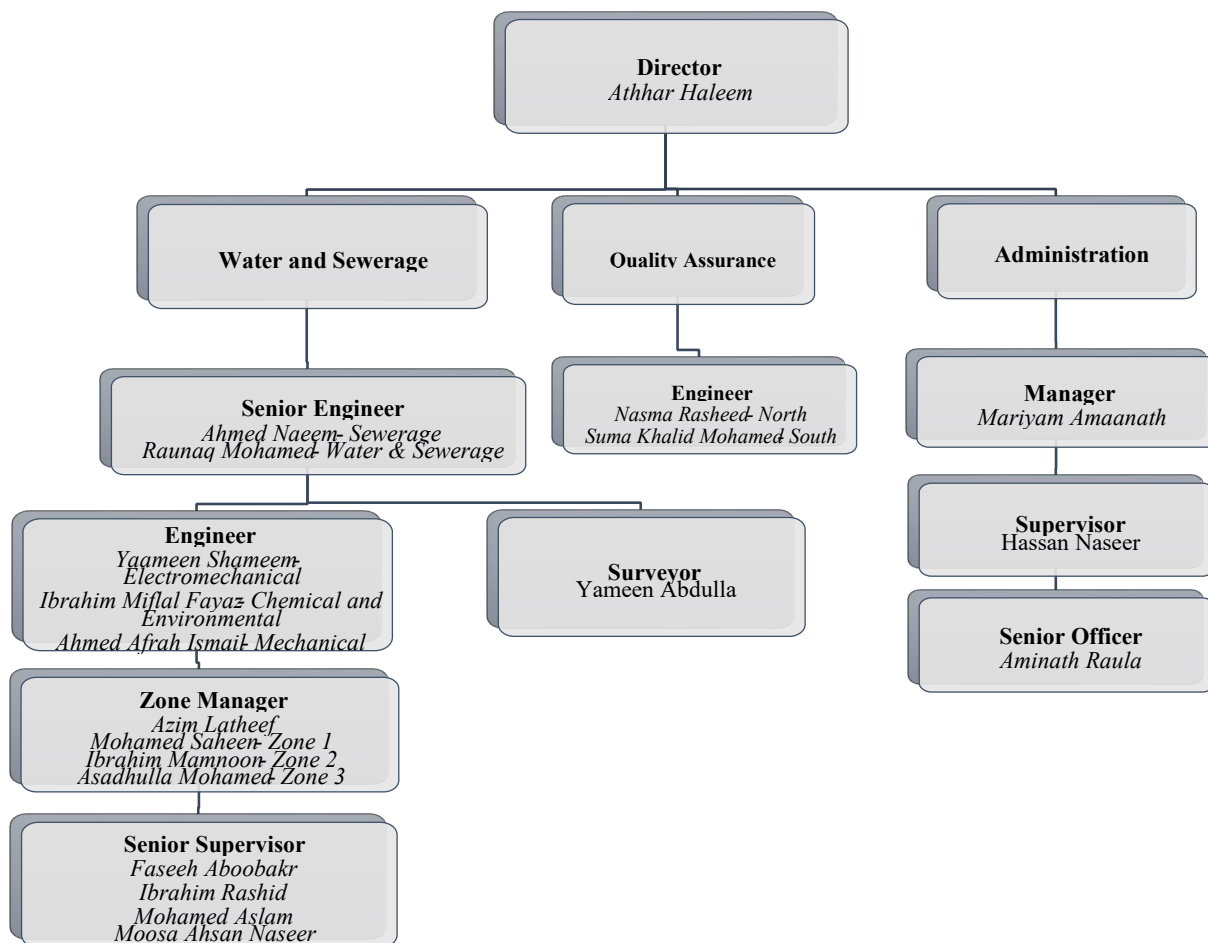 Director
Athhar Haleem
Water and Sewerage
Quality Assurance
Administration
Senior Engineer
Ahmed Naeem- Sewerage
Raunaq Mohamed- Water & Sewerage
Engineer
Nasma Rasheed- North
Suma Khalid Mohamed- South
Manager
Mariyam Amaanath
Engineer
Yaameen Shameem-
Electromechanical
Ibrahim Miflal Fayaz- Chemical and
Environmental
Ahmed Afrah Ismail- Mechanical
Surveyor
Yameen Abdulla
Supervisor
Hassan Naseer
Senior Officer
Aminath Raula
Zone Manager
Azim Latheef
Mohamed Saheen- Zone 1
Ibrahim Mamnoon- Zone 2
Asadhulla Mohamed- Zone 3
Senior Supervisor
Faseeh Aboobakr
Ibrahim Rashid
Mohamed Aslam
Moosa Ahsan Naseer